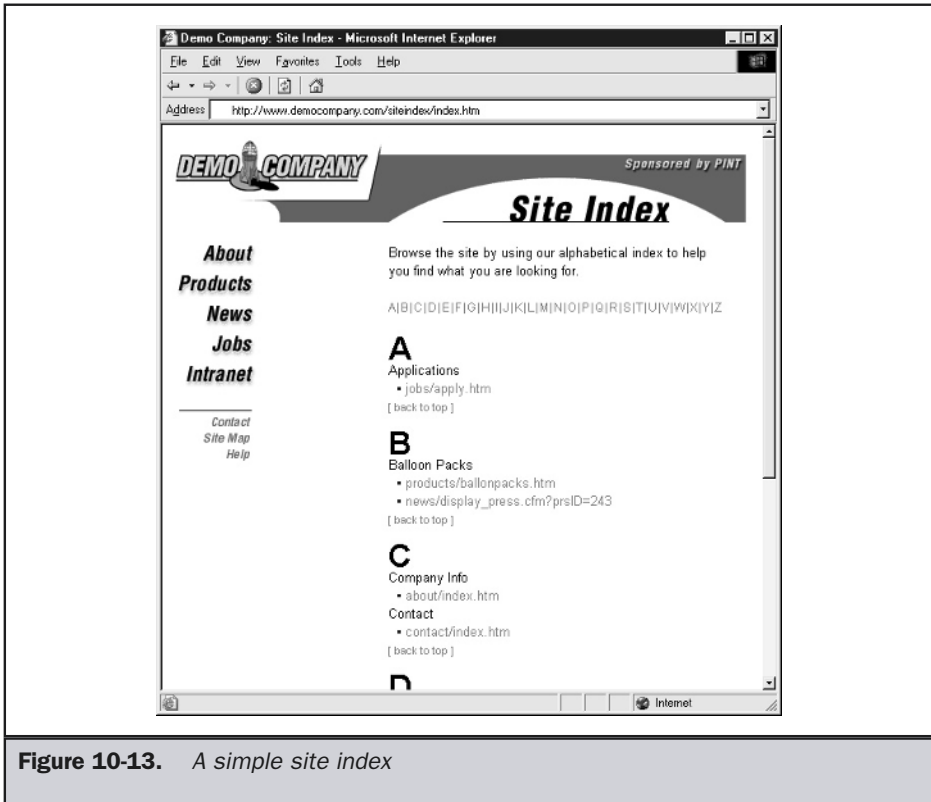 Demo Company: Site Index - Microsoft Internet Explorer
File Edit View Favorites Tools Help
Address http://www.democompany.com/siteindex/index.htm
DEMO COMPANY
Sponsored by PINT
Site Index
About
Products
News
Jobs
Intranet
Contact
Site Map
Help
Browse the site by using our alphabetical index to help
you find what you are looking for.
A|B|C|D|E|F|G|H|I|J|K|L|M|N|O|P|Q|R|S|T|U|V|W|X|Y|Z
A
Applications
▪ jobs/apply.htm
[ back to top ]
B
Balloon Packs
▪ products/ballonpacks.htm
▪ news/display_press.cfm?prsID=243
[ back to top ]
C
Company Info
▪ about/index.htm
Contact
▪ contact/index.htm
[ back to top ]
D
Internet
Figure 10-13. A simple site index